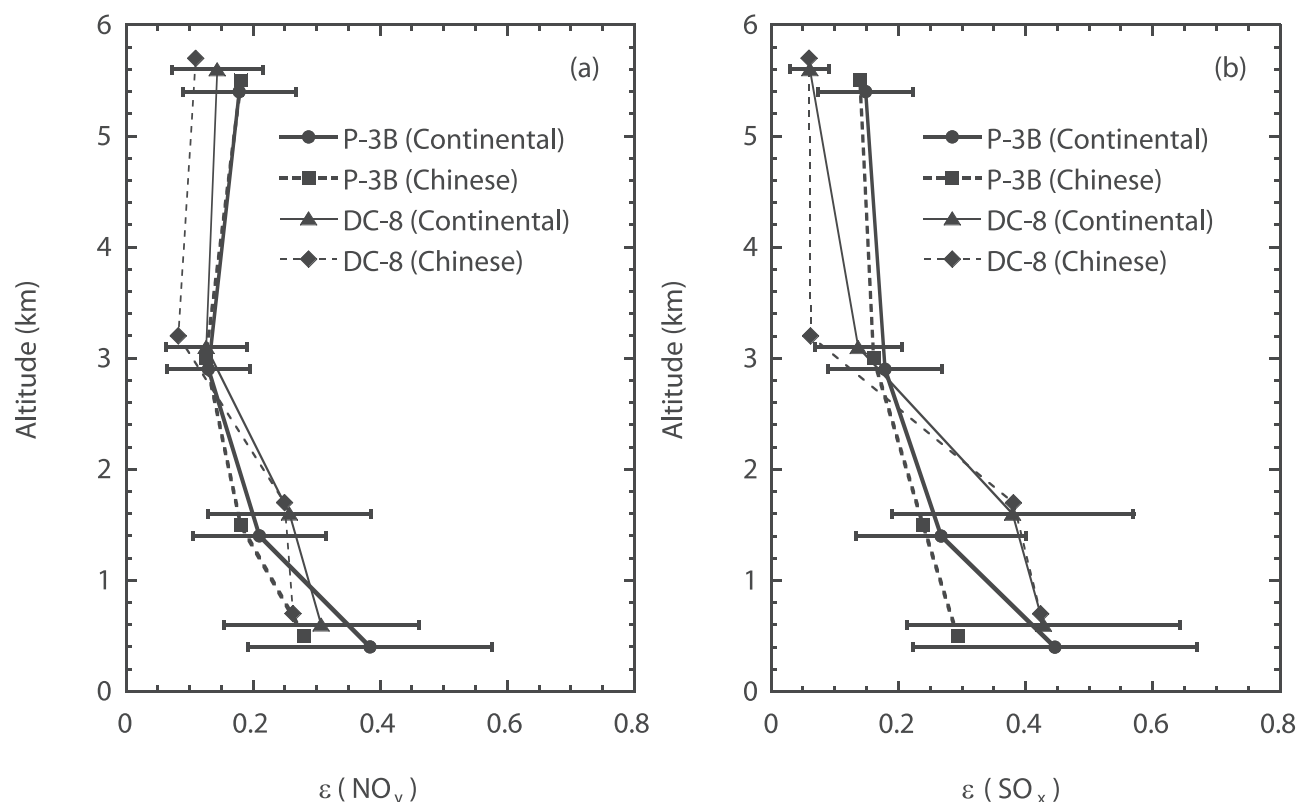 6
5
4
3
2
1
0
Altitude (km)
(a)
P-3B (Continental)
P-3B (Chinese)
DC-8 (Continental)
DC-8 (Chinese)
0 0.2 0.4 0.6 0.8
ε ( NOy )
6
5
4
3
2
1
0
Altitude (km)
(b)
P-3B (Continental)
P-3B (Chinese)
DC-8 (Continental)
DC-8 (Chinese)
0 0.2 0.4 0.6 0.8
ε ( SOx )